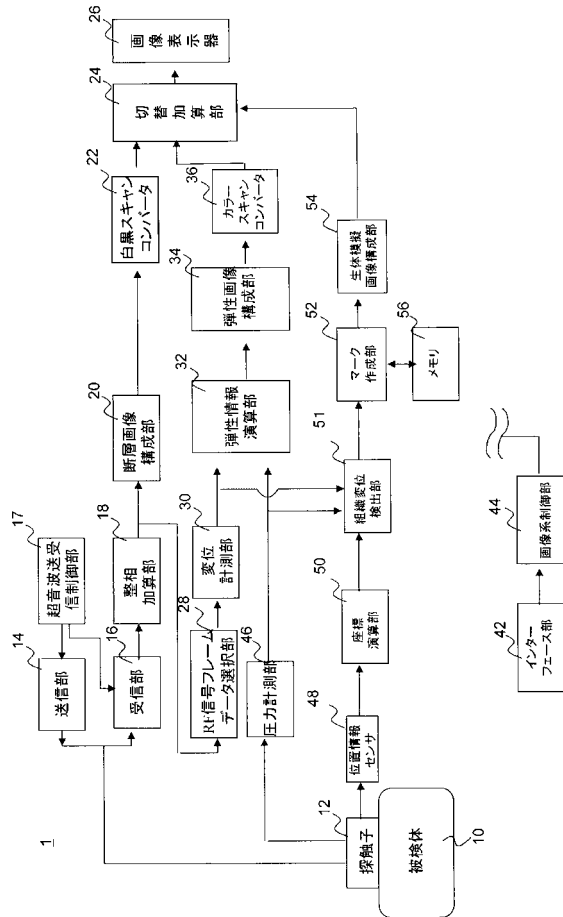 1
10
被検体
12
探触子
14
送信部
16
受信部
17
超音波送受
信制御部
18
整相
加算部
20
断層画像
構成部
22
白黒スキャン
コンバータ
24
切替加算部
26
画像表示器
28
RF信号フレーム
データ選択部
30
変位
計測部
32
弾性情報
演算部
34
弾性画像
構成部
36
カラー
スキャン
コンバータ
46
圧力計測部
48
位置情報
センサ
50
座標
演算部
51
組織変位
検出部
52
マーク
作成部
54
生体模擬
画像構成部
56
メモリ
42
インター
フェース部
44
画像系制御部